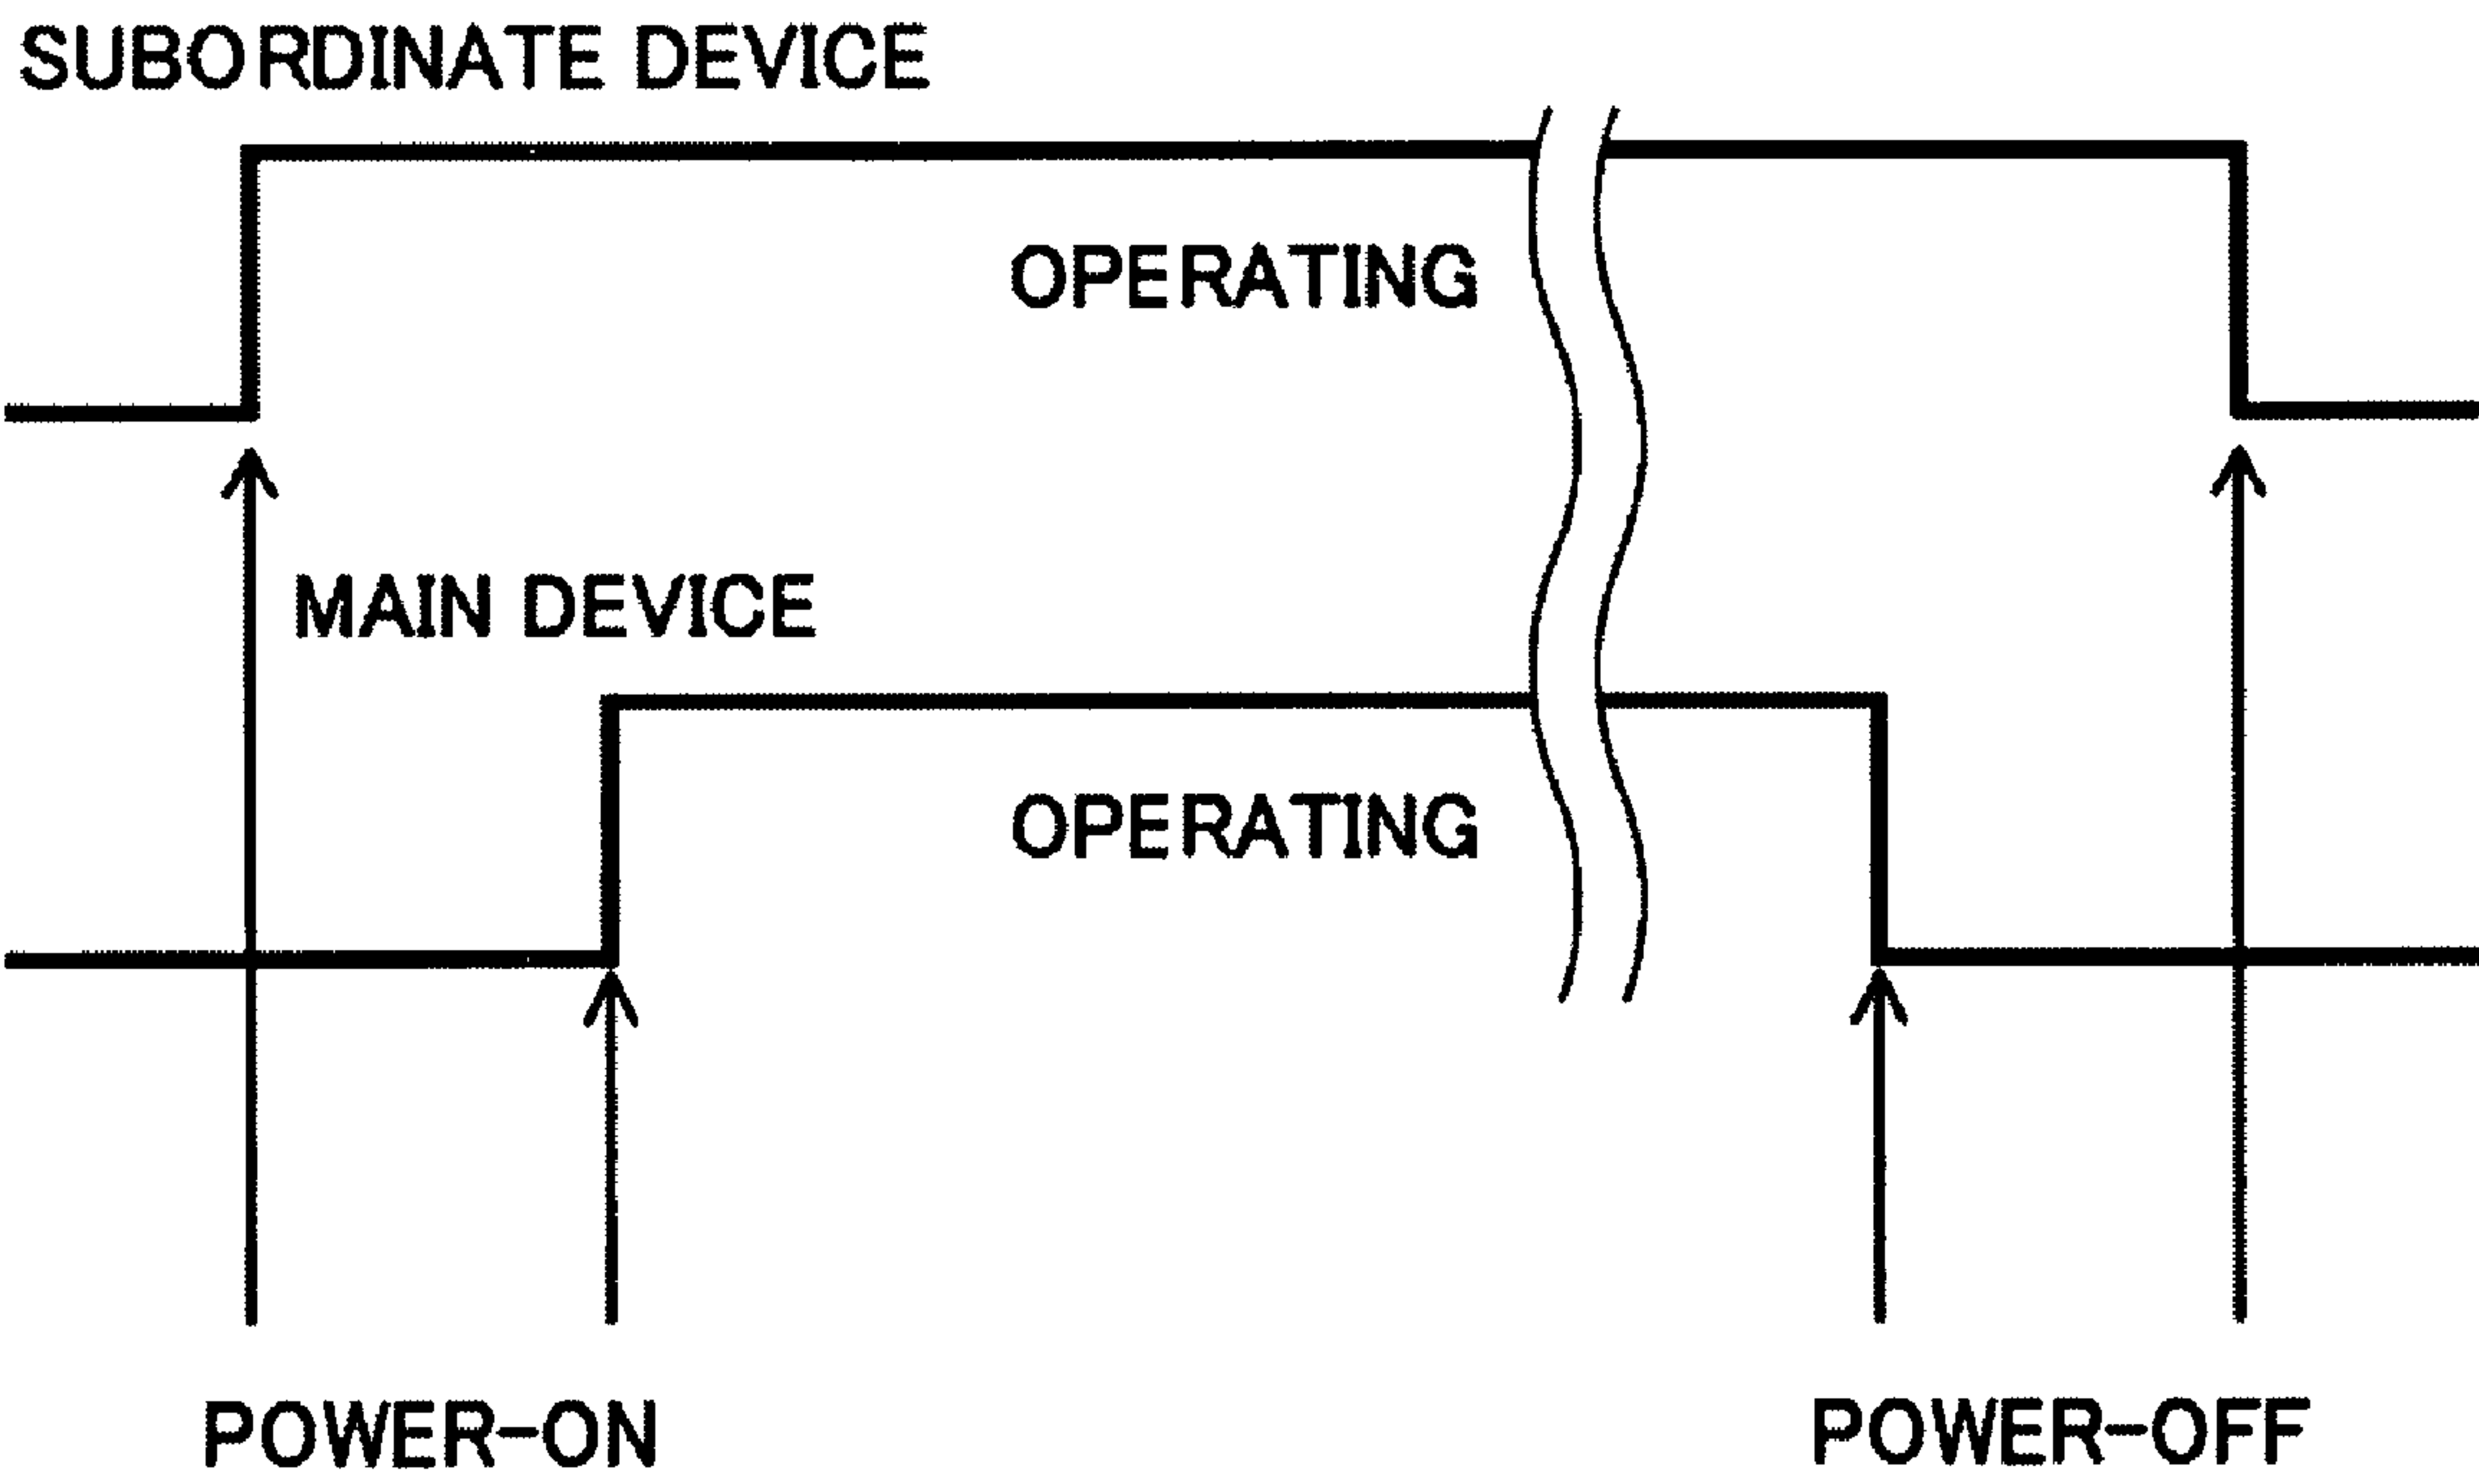 SUBORDINATE DEVICE
OPERATING
MAIN DEVICE
OPERATING
POWER-ON
POWER-OFF